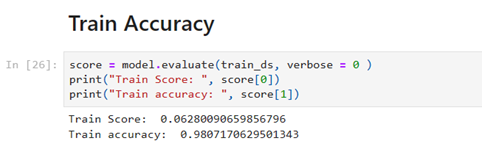 Train Accuracy
In [26]: score = model.evaluate(train_ds, verbose = 0 )
print("Train Score: ", score[0])
print("Train accuracy: ", score[1])
Train Score:  0.06280090659856796
Train accuracy:  0.9807170629501343